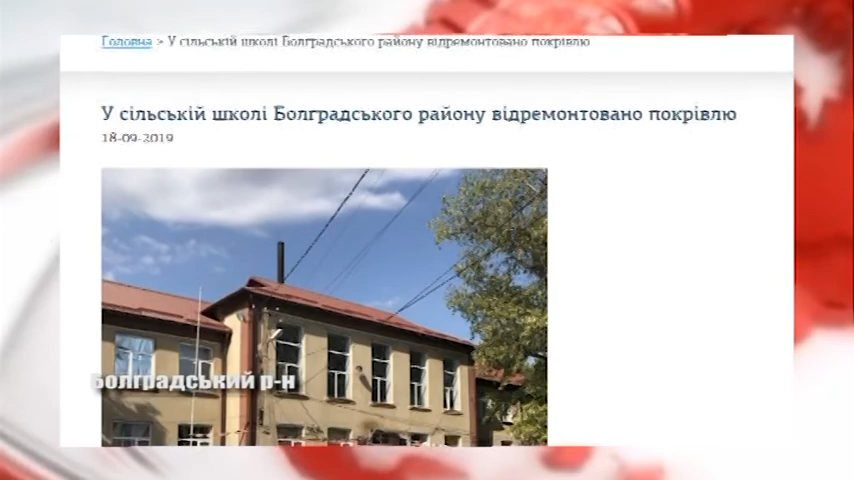 Головна > У сільській школі Болградського району відремонтовано покрівлю
У сільській школі Болградського району відремонтовано покрівлю
18-09-2019
Болградський р-н